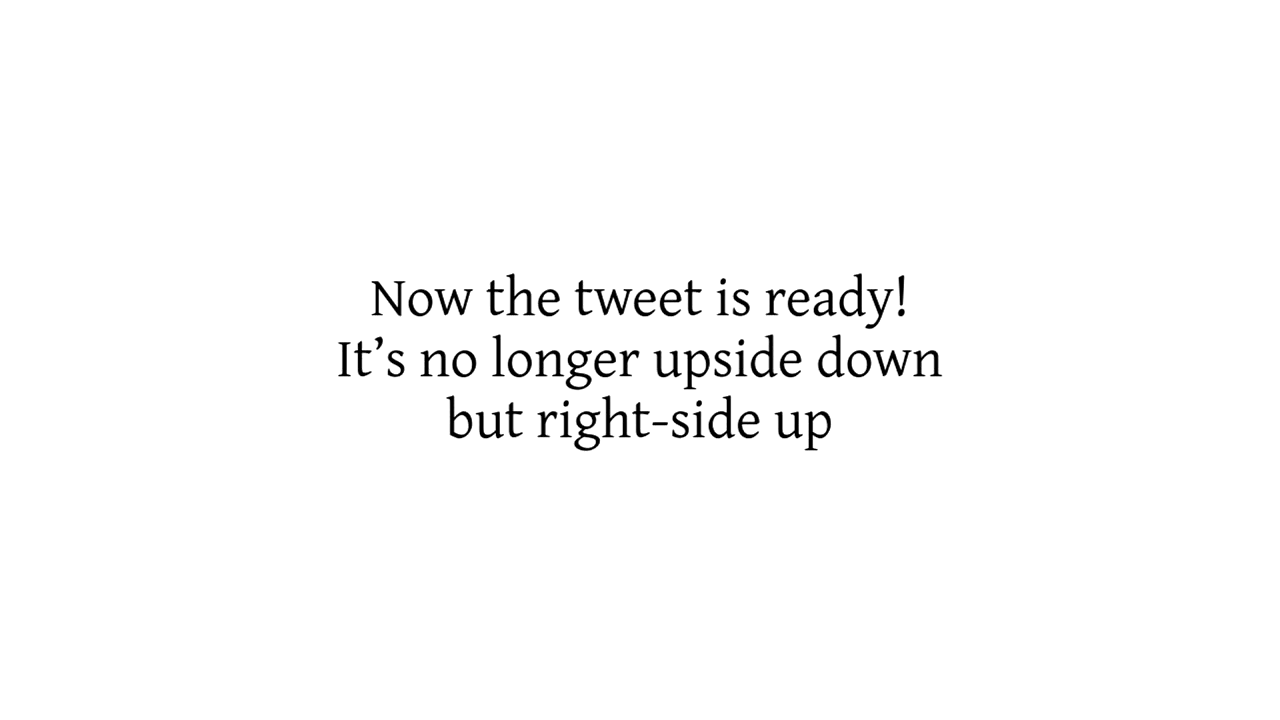 Now the tweet is ready!
It’s no longer upside down
but right-side up